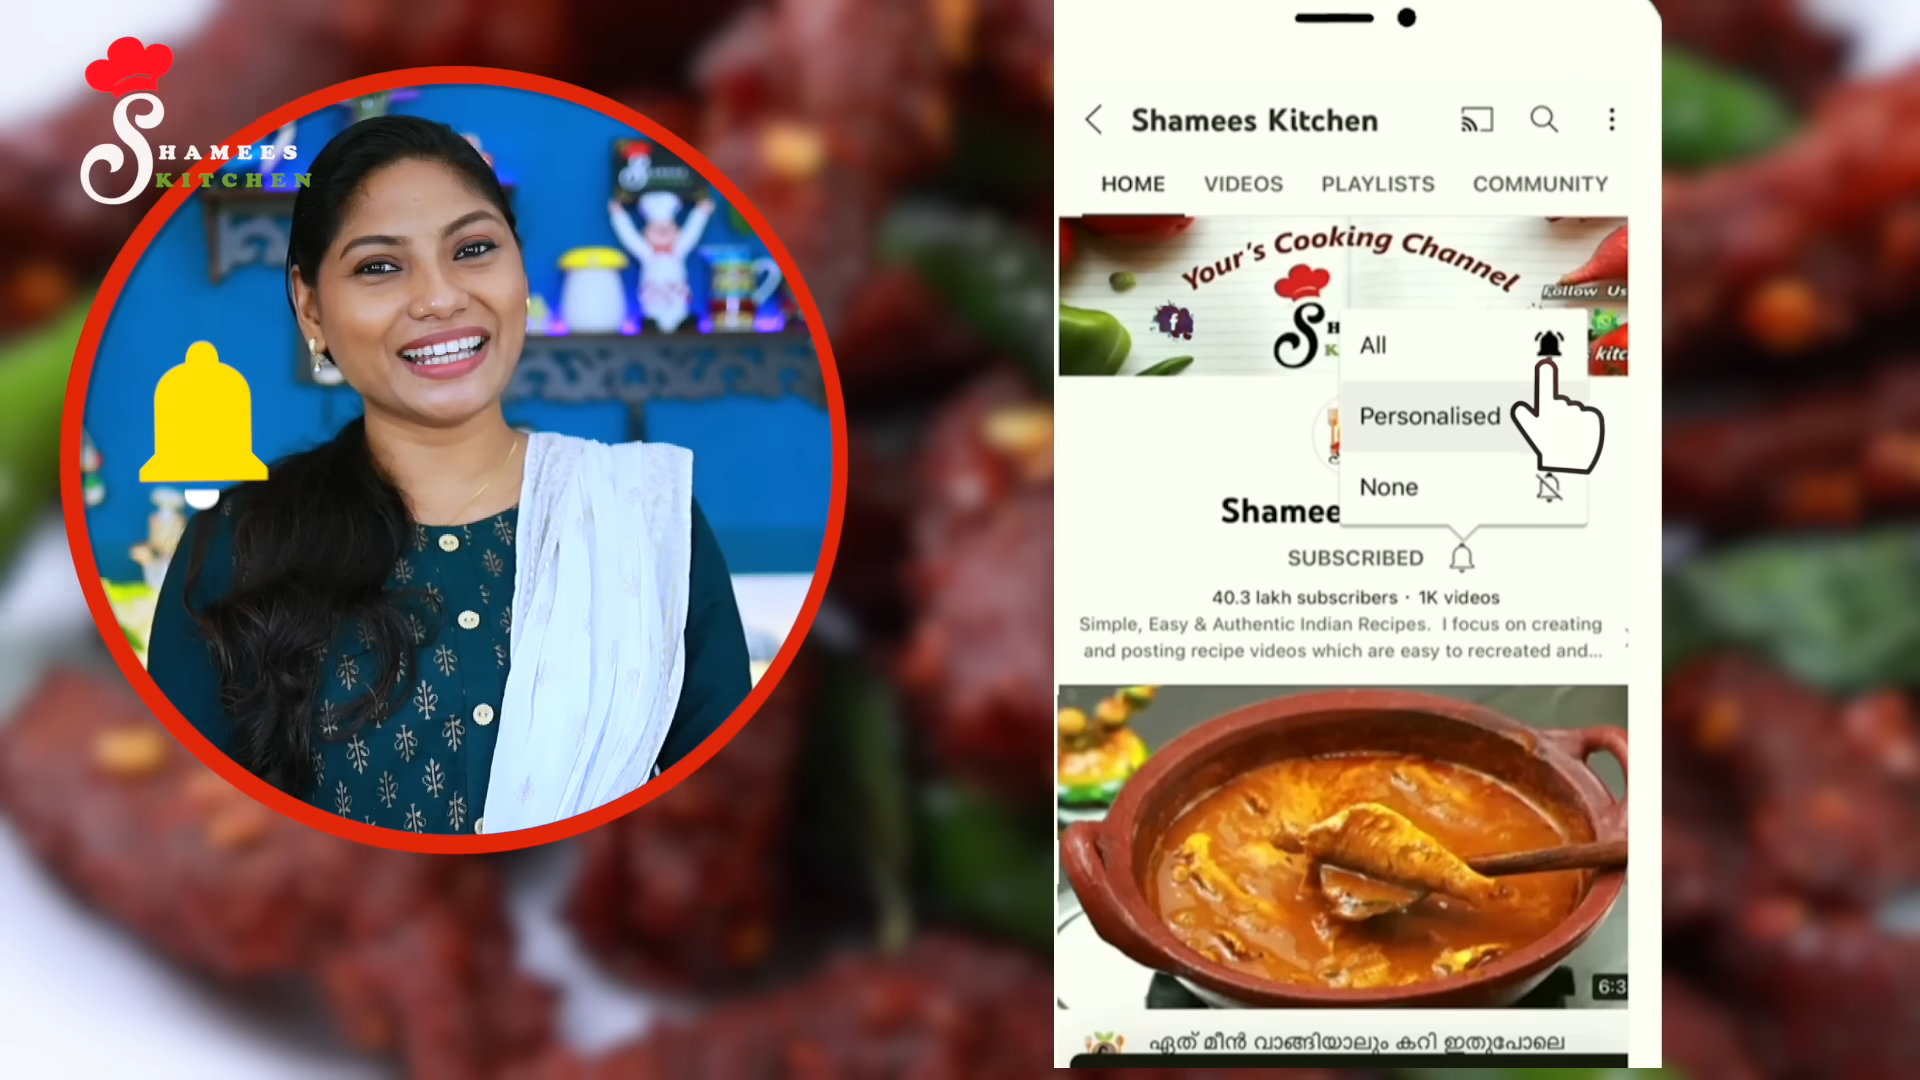 SHAMEES
KITCHEN
Shamees Kitchen
HOME VIDEOS PLAYLISTS COMMUNITY
Your's Cooking Channel
Follow Us
All
Personalised
None
SUBSCRIBED
40.3 lakh subscribers · 1K videos
Simple, Easy & Authentic Indian Recipes. I focus on creating
and posting recipe videos which are easy to recreated and...
ഏത് മീൻ വാങ്ങിയാലും കറി ഇതുപോലെ